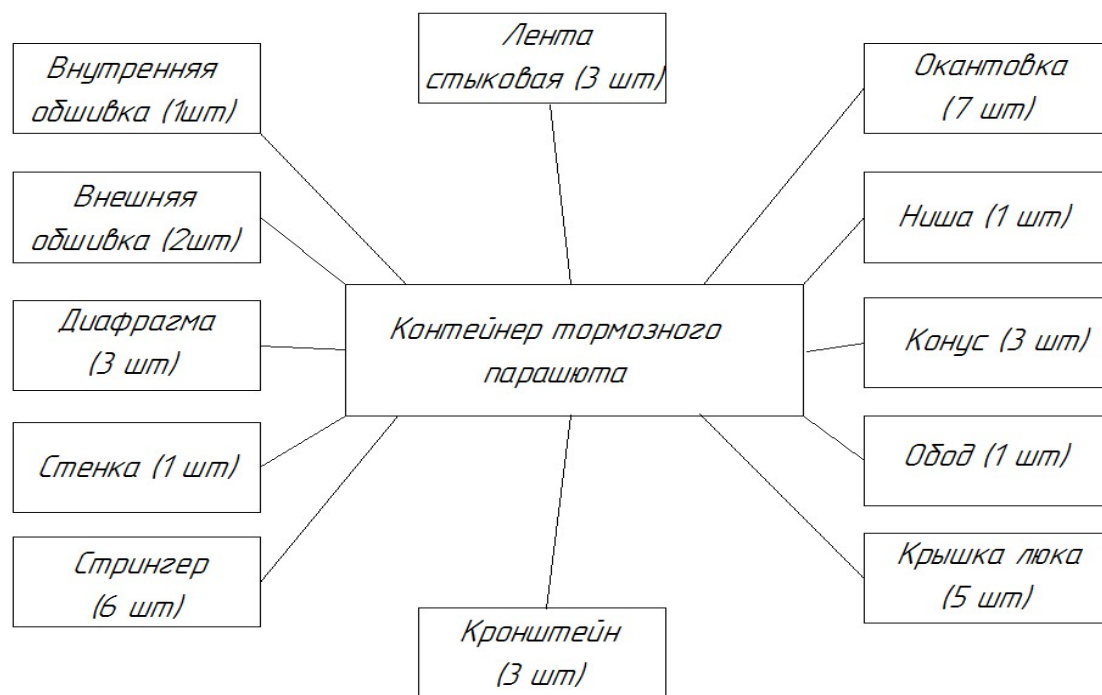 Внутренняя
обшивка (1шт)
Лента
стыковая (3 шт)
Окантовка
(7 шт)
Внешняя
обшивка (2шт)
Ниша (1 шт)
Диафрагма
(3 шт)
Контейнер тормозного
парашюта
Конус (3 шт)
Стенка (1 шт)
Обод (1 шт)
Стрингер
(6 шт)
Кронштейн
(3 шт)
Крышка люка
(5 шт)